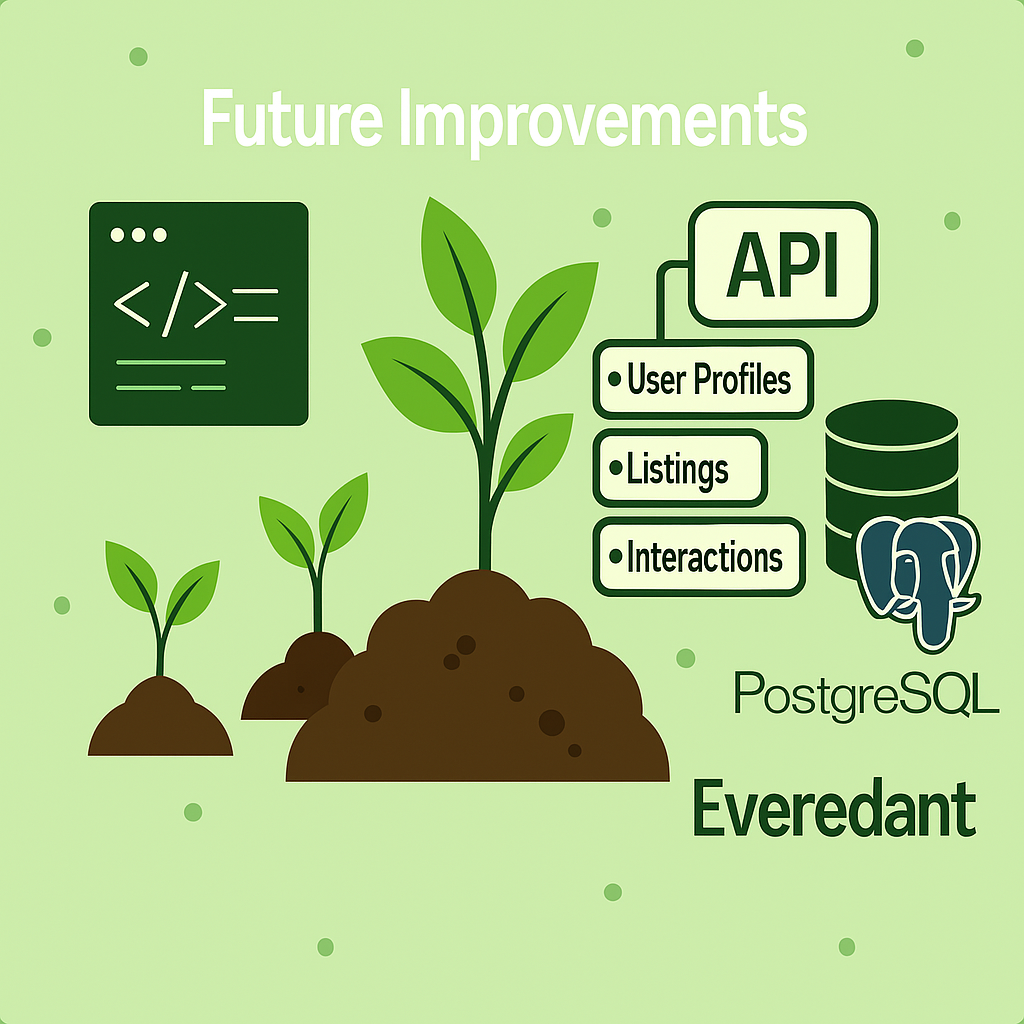 Future Improvements
</>=
API
•User Profiles
•Listings
•Interactions
PostgreSQL
Everedant